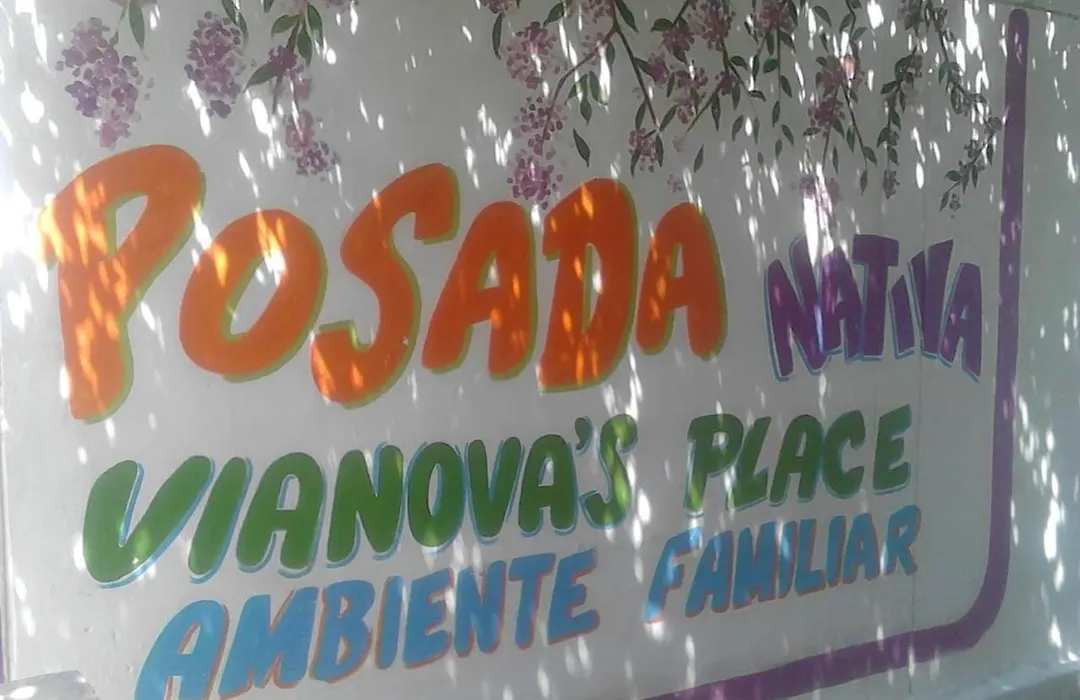 POSADA NATIVA
VIANOVA'S PLACE
AMBIENTE FAMILIAR